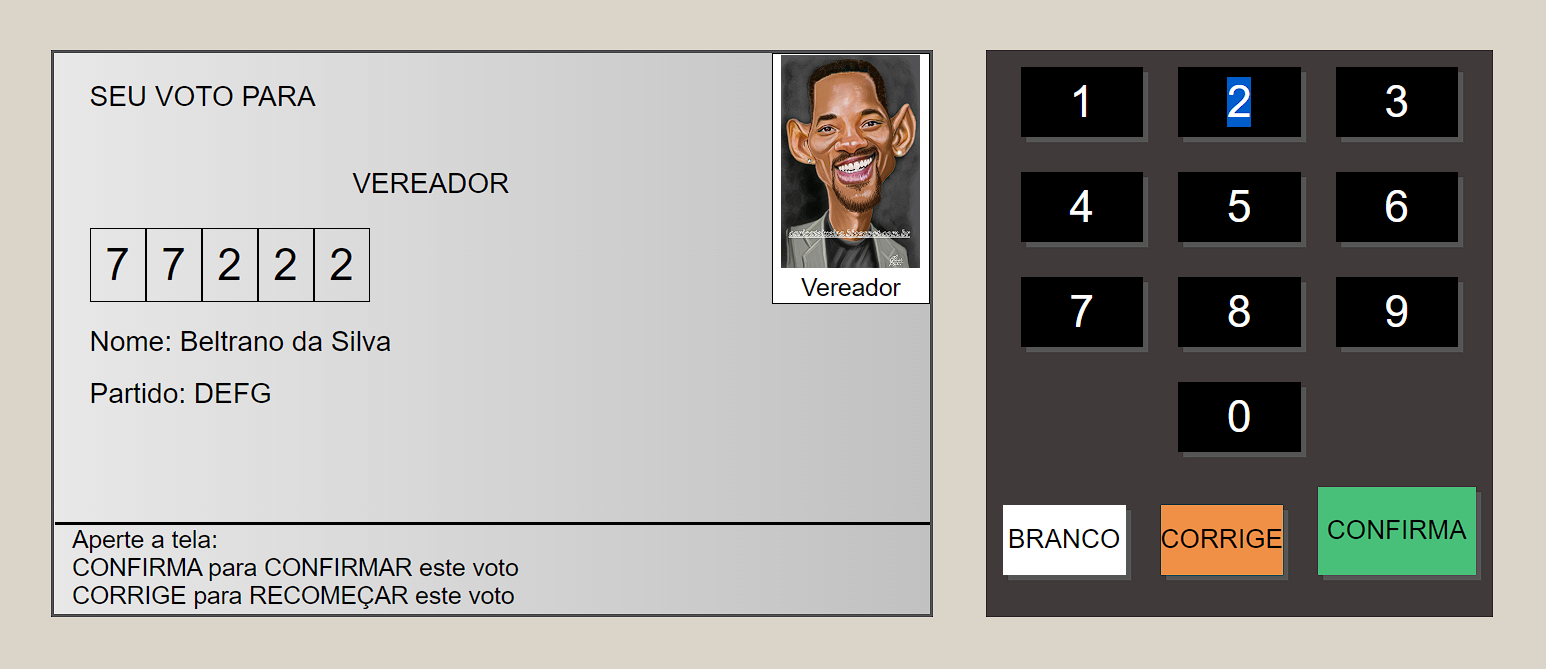 SEU VOTO PARA
VEREADOR
7 7 2 2 2
Nome: Beltrano da Silva
Partido: DEFG
Vereador
Aperte a tela:
CONFIRMA para CONFIRMAR este voto
CORRIGE para RECOMEÇAR este voto
1 2 3
4 5 6
7 8 9
0
BRANCO CORRIGE CONFIRMA